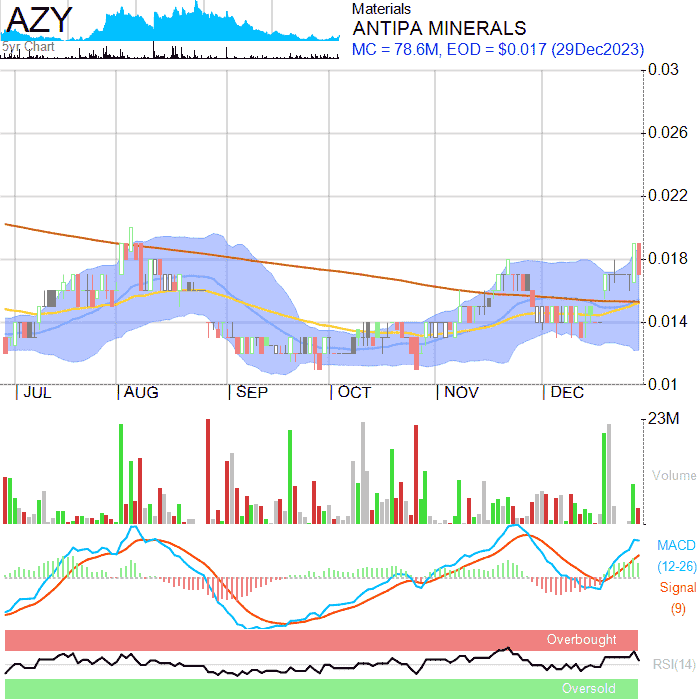 AZY
5yr Chart
Materials
ANTIPA MINERALS
MC = 78.6M, EOD = $0.017 (29Dec2023)
0.03
0.026
0.022
0.018
0.014
0.01
JUL AUG SEP OCT NOV DEC
23M
Volume
MACD
(12-26)
Signal
(9)
Overbought
RSI(14)
Oversold